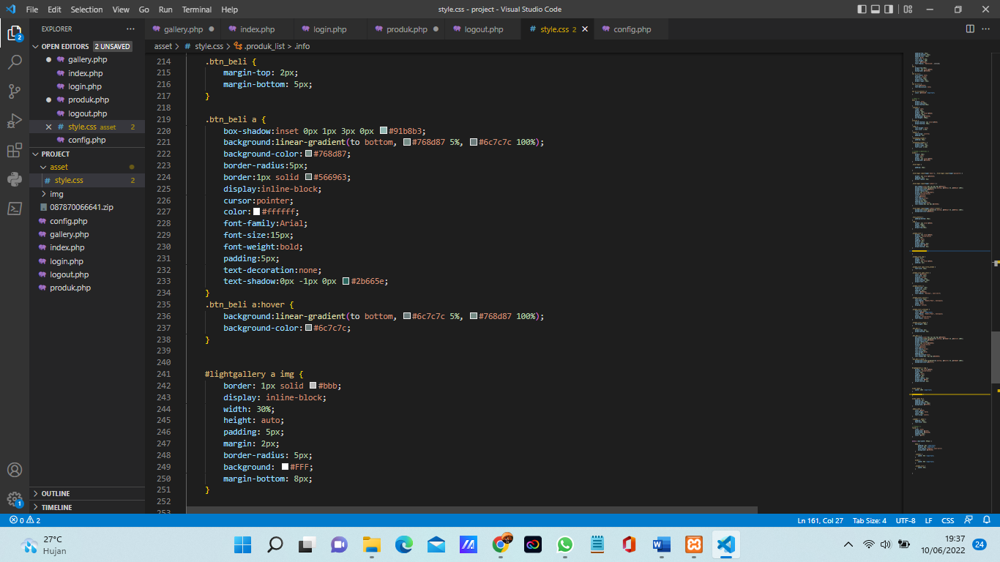 File Edit Selection View Go Run Terminal Help
style.css - project - Visual Studio Code
EXPLORER
gallery.php
index.php
login.php
produk.php
logout.php
style.css 2
config.php
OPEN EDITORS 2 UNSAVED
gallery.php
index.php
login.php
produk.php
logout.php
style.css asset 2
config.php
PROJECT
asset
style.css 2
img
087870066641.zip
config.php
gallery.php
index.php
login.php
logout.php
produk.php
OUTLINE
TIMELINE
asset > # style.css > .produk_list > .info
214 .btn_beli {
215 margin-top: 2px;
216 margin-bottom: 5px;
217 }
218
219 .btn_beli a {
220 box-shadow:inset 0px 1px 3px 0px #91b8b3;
221 background:linear-gradient(to bottom, #768d87 5%, #6c7c7c 100%);
222 background-color:#768d87;
223 border-radius:5px;
224 border:1px solid #566963;
225 display:inline-block;
226 cursor:pointer;
227 color:#ffffff;
228 font-family:Arial;
229 font-size:15px;
230 font-weight:bold;
231 padding:5px;
232 text-decoration:none;
233 text-shadow:0px -1px 0px #2b665e;
234 }
235 .btn_beli a:hover {
236 background:linear-gradient(to bottom, #6c7c7c 5%, #768d87 100%);
237 background-color:#6c7c7c;
238 }
239
240
241 #lightgallery a img {
242 border: 1px solid #bbb;
243 display: inline-block;
244 width: 30%;
245 height: auto;
246 padding: 5px;
247 margin: 2px;
248 border-radius: 5px;
249 background: #FFF;
250 margin-bottom: 8px;
251 }
252
253
0 2
Ln 161, Col 27 Tab Size: 4 UTF-8 LF CSS
27°C
Hujan
19:37
10/06/2022
24